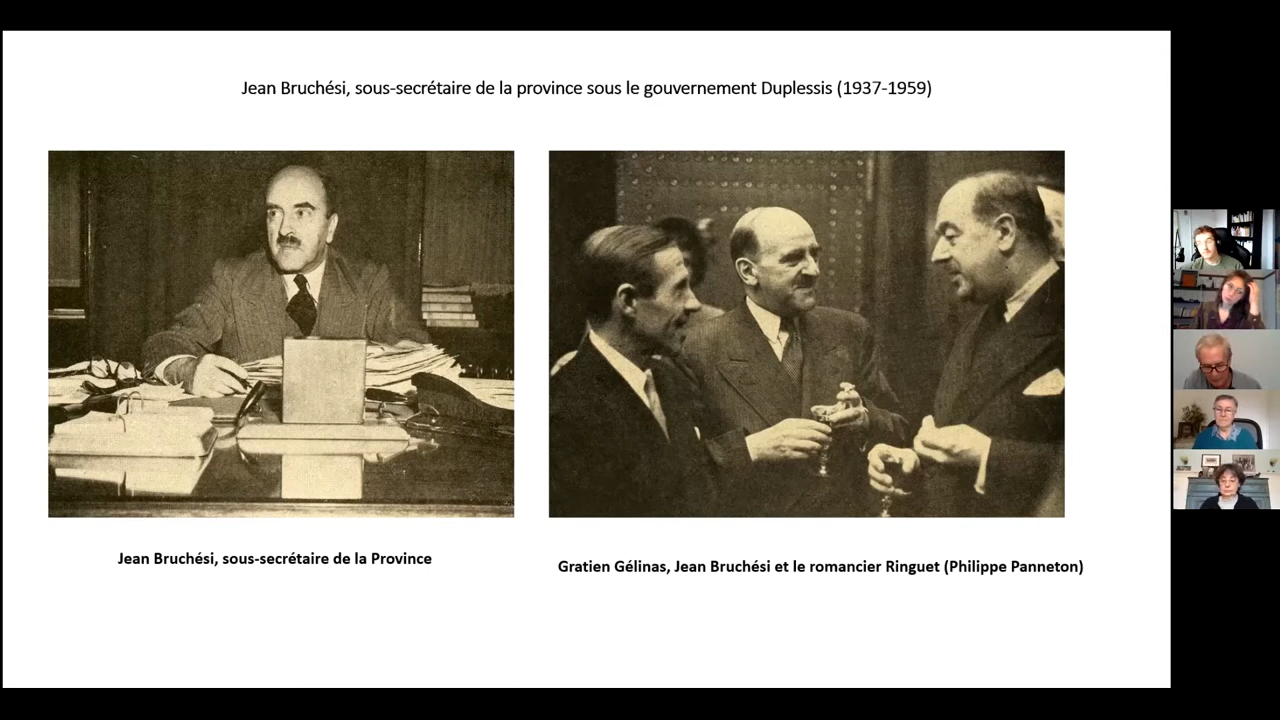 Jean Bruchési, sous-secrétaire de la province sous le gouvernement Duplessis (1937-1959)
Jean Bruchési, sous-secrétaire de la Province
Gratien Gélinas, Jean Bruchési et le romancier Ringuet (Philippe Panneton)